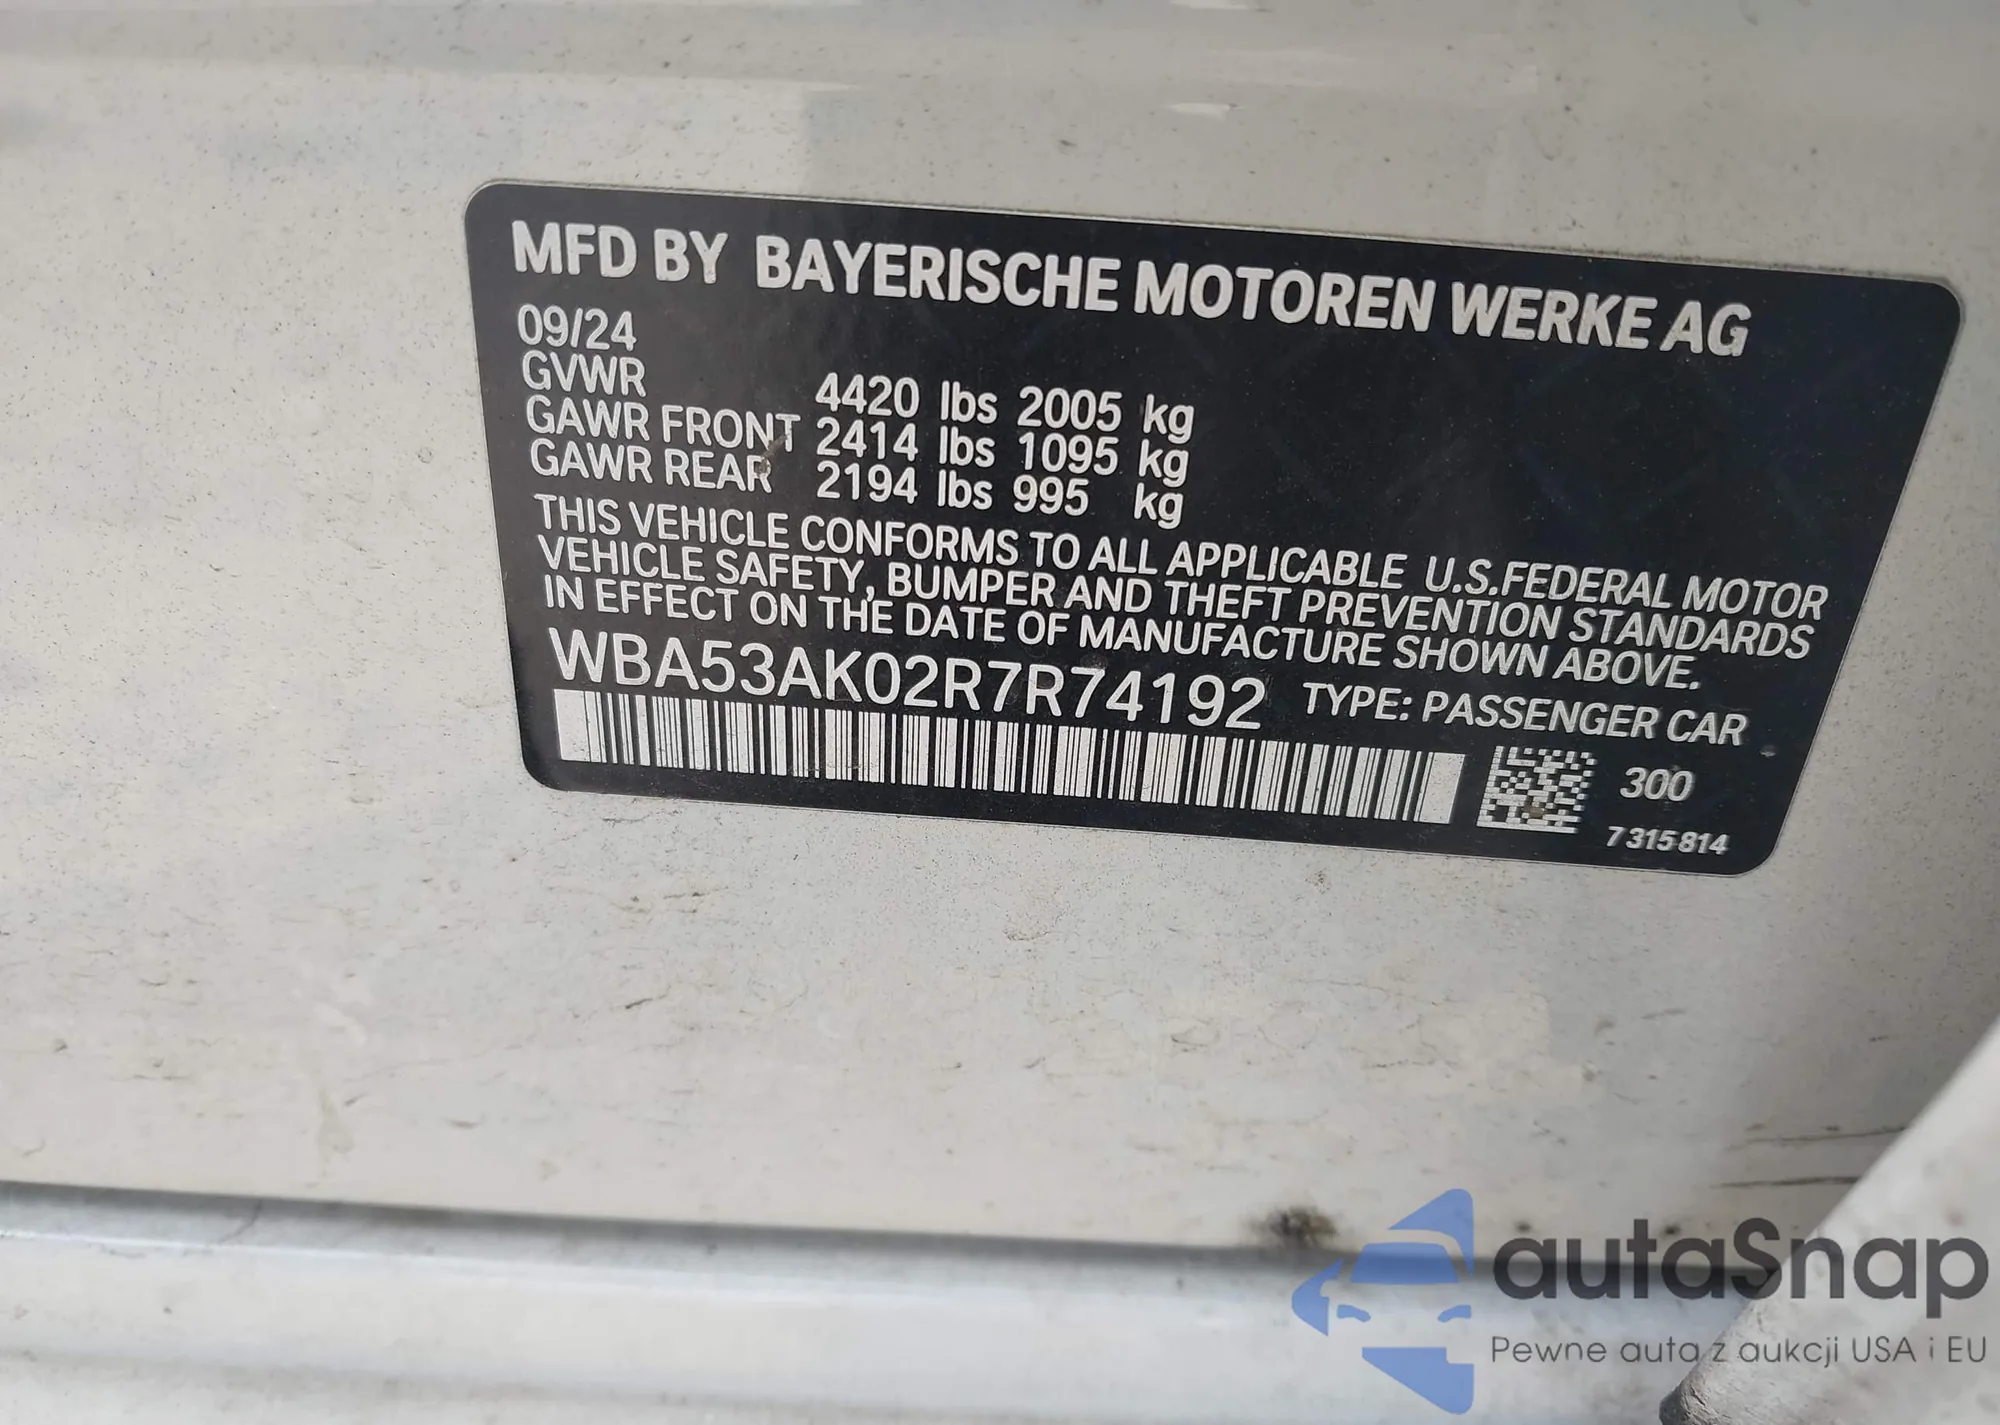 MFD BY BAYERISCHE MOTOREN WERKE AG
09/24
GVWR 4420 lbs 2005 kg
GAWR FRONT 2414 lbs 1095 kg
GAWR REAR 2194 lbs 995 kg
THIS VEHICLE CONFORMS TO ALL APPLICABLE U.S.FEDERAL MOTOR
VEHICLE SAFETY, BUMPER AND THEFT PREVENTION STANDARDS
IN EFFECT ON THE DATE OF MANUFACTURE SHOWN ABOVE.
WBA53AK02R7R74192 TYPE: PASSENGER CAR
300
7 315 814
autaSnap
Pewne auta z aukcji USA i EU